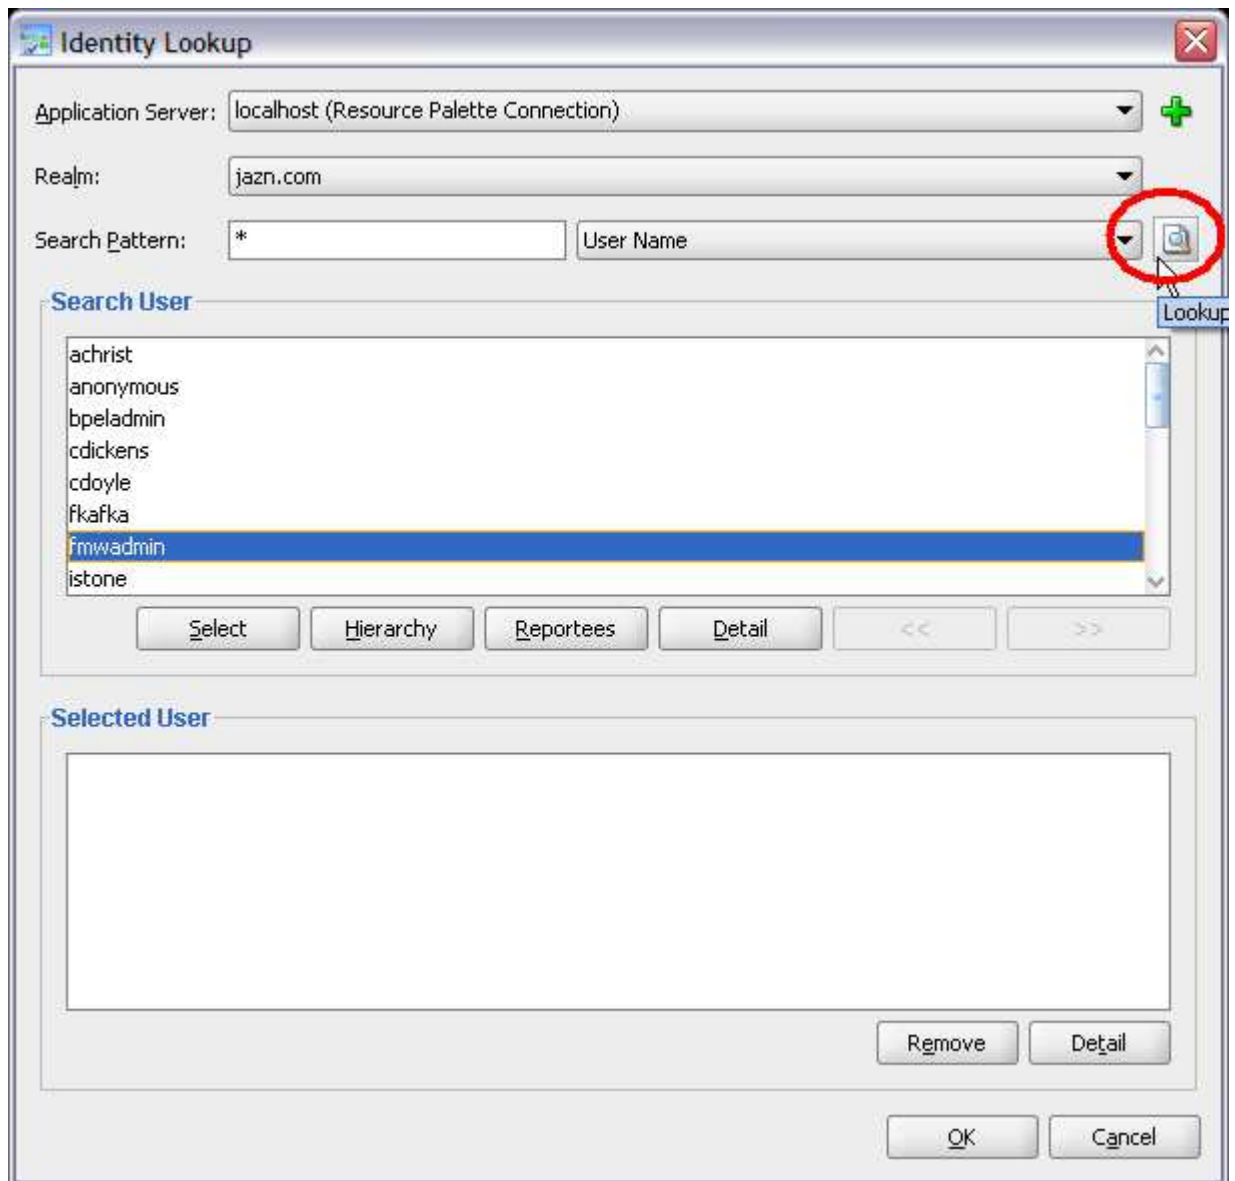 Identity Lookup
Application Server: localhost (Resource Palette Connection)
Realm: jazn.com
Search Pattern: * User Name
Lookup
Search User
achrist
anonymous
bpeladmin
cdickens
cdoyle
fkafka
fmwadmin
istone
Select Hierarchy Reportees Detail << >>
Selected User
Remove Detail
OK Cancel